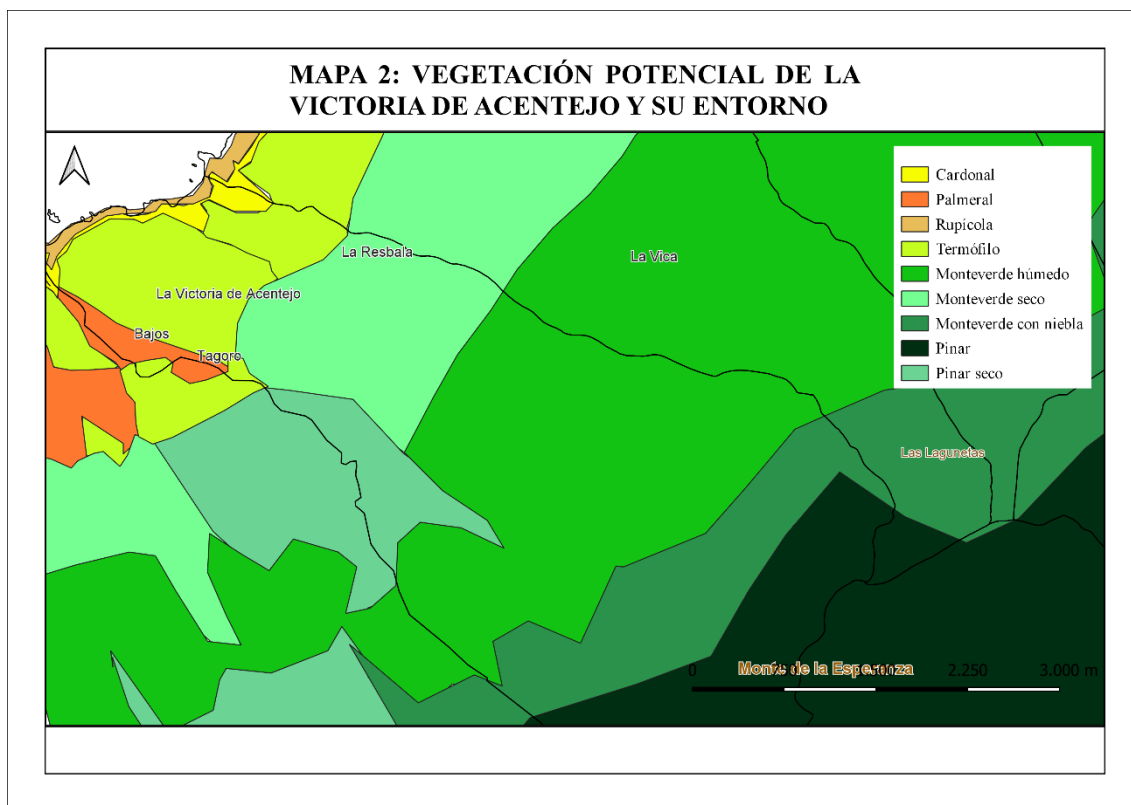 MAPA 2: VEGETACIÓN POTENCIAL DE LA
VICTORIA DE ACENTEJO Y SU ENTORNO
Cardonal
Palmeral
Rupícola
Termófilo
Monteverde húmedo
Monteverde seco
Monteverde con niebla
Pinar
Pinar seco
La Resbala
La Vica
La Victoria de Acentejo
Bajos
Tagoro
Las Lagunetas
Monte de la Esperanza
0 2.250 3.000 m